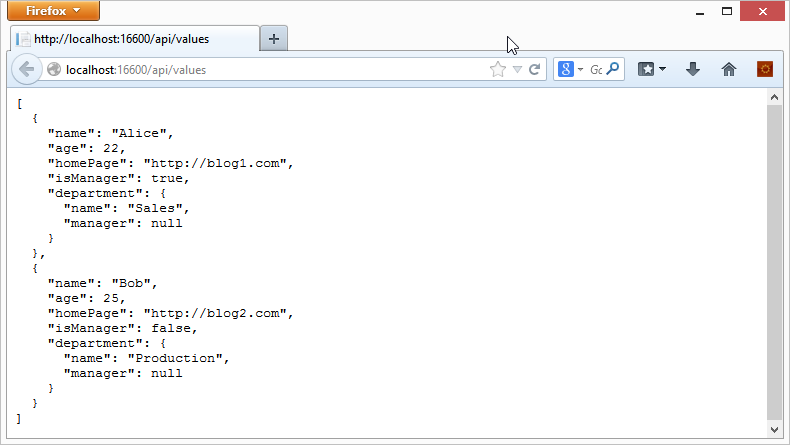 Firefox
http://localhost:16600/api/values
localhost:16600/api/values
8 Go
[
  {
    "name": "Alice",
    "age": 22,
    "homePage": "http://blog1.com",
    "isManager": true,
    "department": {
      "name": "Sales",
      "manager": null
    }
  },
  {
    "name": "Bob",
    "age": 25,
    "homePage": "http://blog2.com",
    "isManager": false,
    "department": {
      "name": "Production",
      "manager": null
    }
  }
]